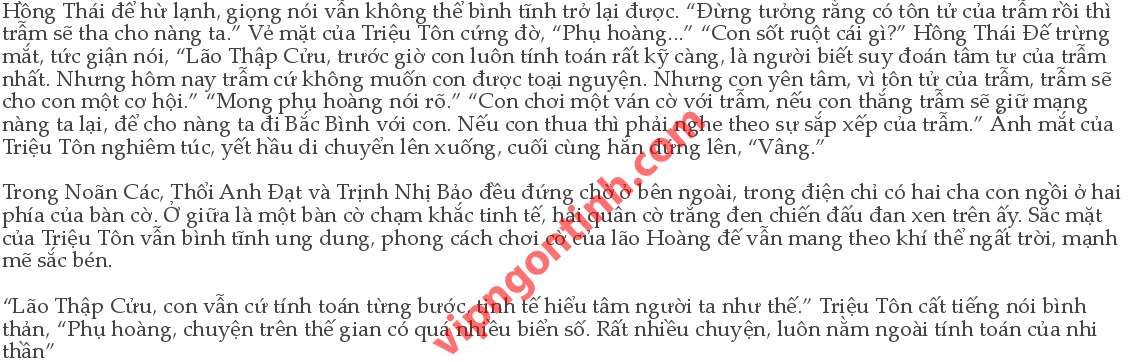 Hồng Thái để hừ lạnh, giọng nói vẫn không thể bình tĩnh trở lại được. “Đừng tưởng rằng có tôn tử của trẫm rồi thì
trẫm sẽ tha cho nàng ta.” Vẻ mặt của Triệu Tôn cứng đờ, “Phụ hoàng...” “Con sốt ruột cái gì?” Hồng Thái Đế trừng
mắt, tức giận nói, “Lão Thập Cửu, trước giờ con luôn tính toán rất kỹ càng, là người biết suy đoán tâm tư của trẫm
nhất. Nhưng hôm nay trẫm cứ không muốn con được toại nguyện. Nhưng con yên tâm, vì tôn tử của trẫm, trẫm sẽ
cho con một cơ hội.” “Mong phụ hoàng nói rõ.” “Con chơi một ván cờ với trẫm, nếu con thắng trẫm sẽ giữ mạng
nàng ta lại, để cho nàng ta đi Bắc Bình với con. Nếu con thua thì phải nghe theo sự sắp xếp của trẫm.” Ánh mắt của
Triệu Tôn nghiêm túc, yết hầu di chuyển lên xuống, cuối cùng hắn đứng lên, “Vâng.”
Trong Noãn Các, Thổi Anh Đạt và Trịnh Nhị Bảo đều đứng chờ ở bên ngoài, trong điện chỉ có hai cha con ngồi ở hai
phía của bàn cờ. Ở giữa là một bàn cờ chạm khắc tinh tế, hai quân cờ trắng đen chiến đấu đan xen trên ấy. Sắc mặt
của Triệu Tôn vẫn bình tĩnh ung dung, phong cách chơi cờ của lão Hoàng đế vẫn mang theo khí thế ngất trời, mạnh
mẽ sắc bén.
“Lão Thập Cửu, con vẫn cứ tính toán từng bước, tinh tế hiểu tâm người ta như thế.” Triệu Tôn cất tiếng nói bình
thản, “Phụ hoàng, chuyện trên thế gian có quá nhiều biến số. Rất nhiều chuyện, luôn nằm ngoài tính toán của nhi
thần”
vipngontinh.com